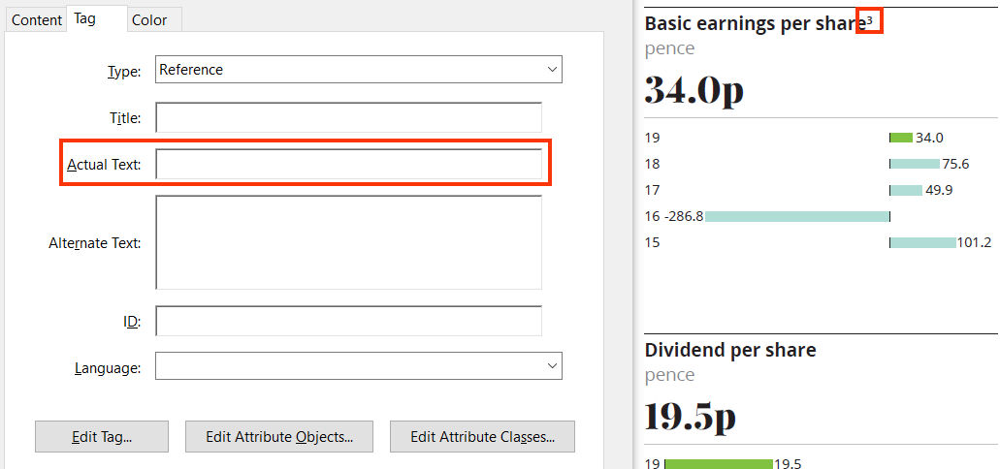 Content Tag Color
Type: Reference
Title:
Actual Text:
Alternate Text:
ID:
Language:
Edit Tag... Edit Attribute Objects... Edit Attribute Classes...
Basic earnings per share³
pence
34.0p
19 34.0
18 75.6
17 49.9
16 -286.8
15 101.2
Dividend per share
pence
19.5p
19 19.5